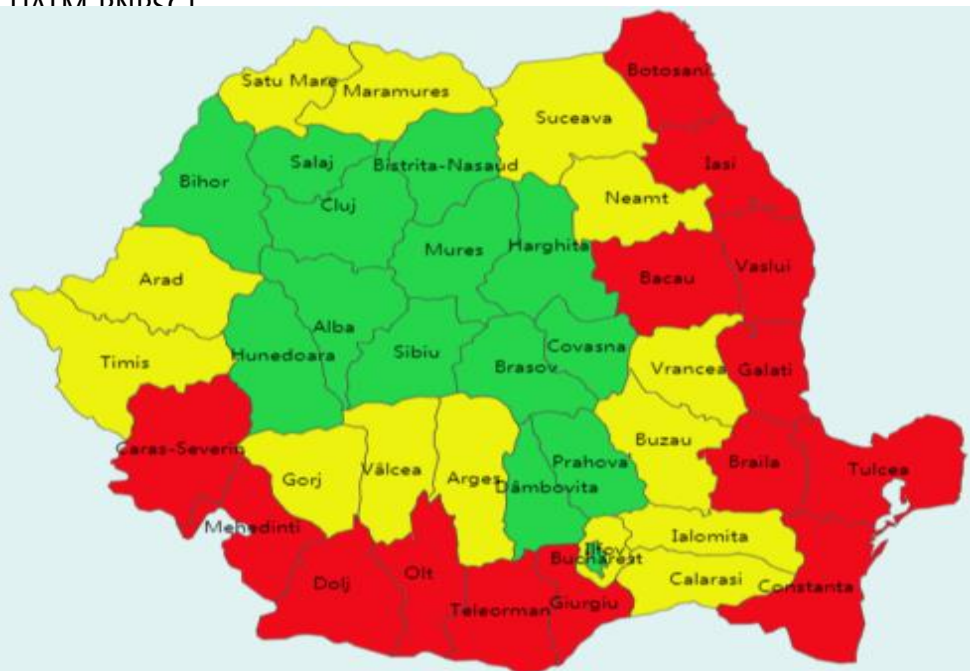 Botosani
Satu Mare
Maramures
Suceava
Iasi
Salaj
Bistrita-Nasaud
Bihor
Neamt
Cluj
Mures
Harghita
Vaslui
Bacau
Arad
Alba
Covasna
Hunedoara
Sibiu
Timis
Brasov
Vrancea
Galati
Buzau
Caras-Severin
Prahova
Braila
Tulcea
Vâlcea
Gorj
Arges
Dâmbovita
Mehedinti
Ialomita
Ilfov
Bucharest
Olt
Calarasi
Dolj
Constanta
Giurgiu
Teleorman